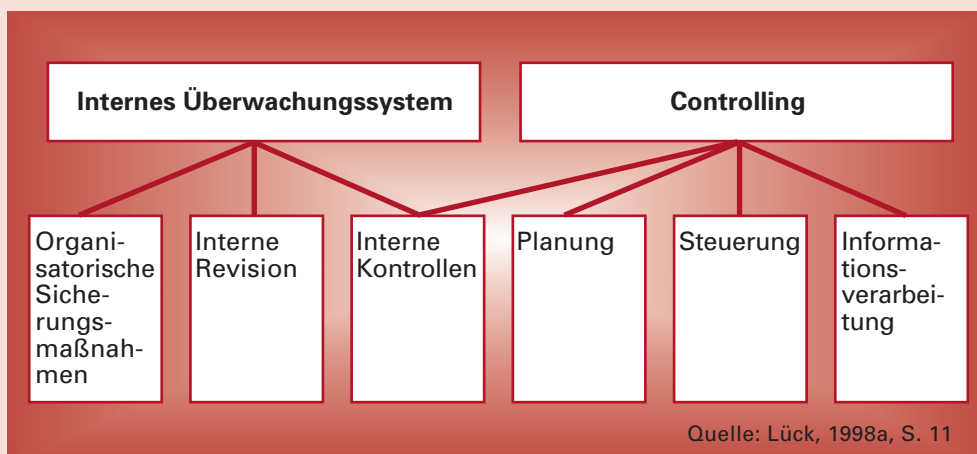 Internes Überwachungssystem
Controlling
Organi-
satorische
Siche-
rungs-
maßnah-
men
Interne
Revision
Interne
Kontrollen
Planung
Steuerung
Informa-
tions-
verarbei-
tung
Quelle: Lück, 1998a, S. 11